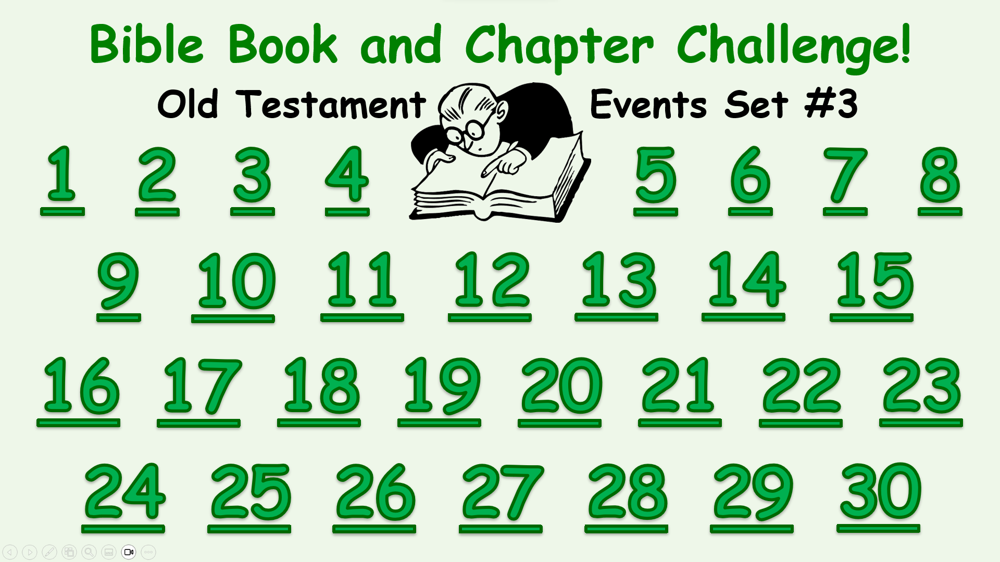 Bible Book and Chapter Challenge!
Old Testament Events Set #3
1 2 3 4 5 6 7 8
9 10 11 12 13 14 15
16 17 18 19 20 21 22 23
24 25 26 27 28 29 30